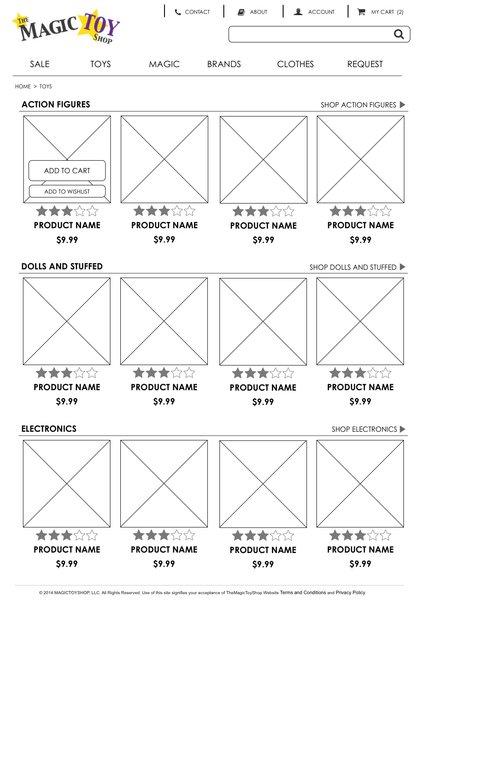 THE MAGIC TOY SHOP
CONTACT ABOUT ACCOUNT MY CART (2)
SALE TOYS MAGIC BRANDS CLOTHES REQUEST
HOME > TOYS
ACTION FIGURES SHOP ACTION FIGURES
ADD TO CART
ADD TO WISHLIST
PRODUCT NAME PRODUCT NAME PRODUCT NAME PRODUCT NAME
$9.99 $9.99 $9.99 $9.99
DOLLS AND STUFFED SHOP DOLLS AND STUFFED
PRODUCT NAME PRODUCT NAME PRODUCT NAME PRODUCT NAME
$9.99 $9.99 $9.99 $9.99
ELECTRONICS SHOP ELECTRONICS
PRODUCT NAME PRODUCT NAME PRODUCT NAME PRODUCT NAME
$9.99 $9.99 $9.99 $9.99
© 2014 MAGICTOYSHOP, LLC. All Rights Reserved. Use of this site signifies your acceptance of TheMagicToyShop Website Terms and Conditions and Privacy Policy